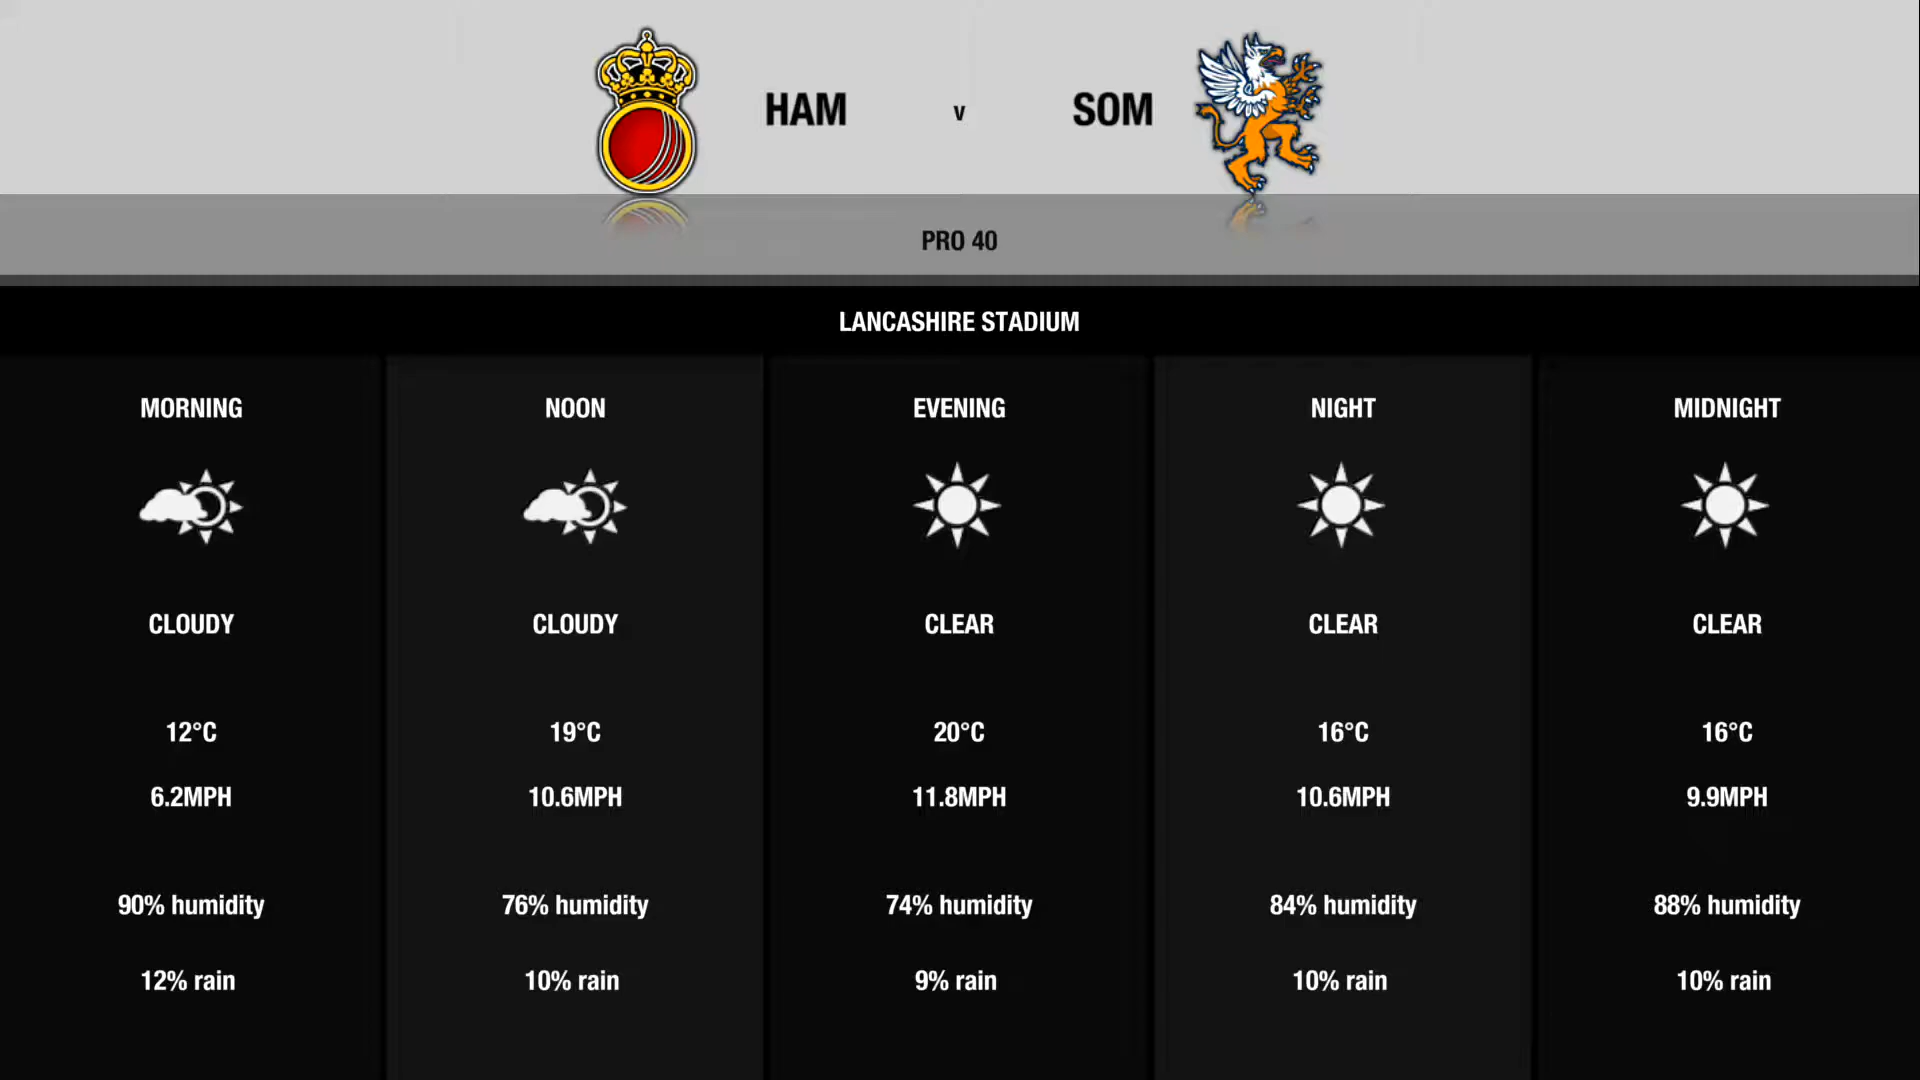 HAM v SOM
PRO 40
LANCASHIRE STADIUM
MORNING NOON EVENING NIGHT MIDNIGHT
CLOUDY CLOUDY CLEAR CLEAR CLEAR
12°C 19°C 20°C 16°C 16°C
6.2MPH 10.6MPH 11.8MPH 10.6MPH 9.9MPH
90% humidity 76% humidity 74% humidity 84% humidity 88% humidity
12% rain 10% rain 9% rain 10% rain 10% rain